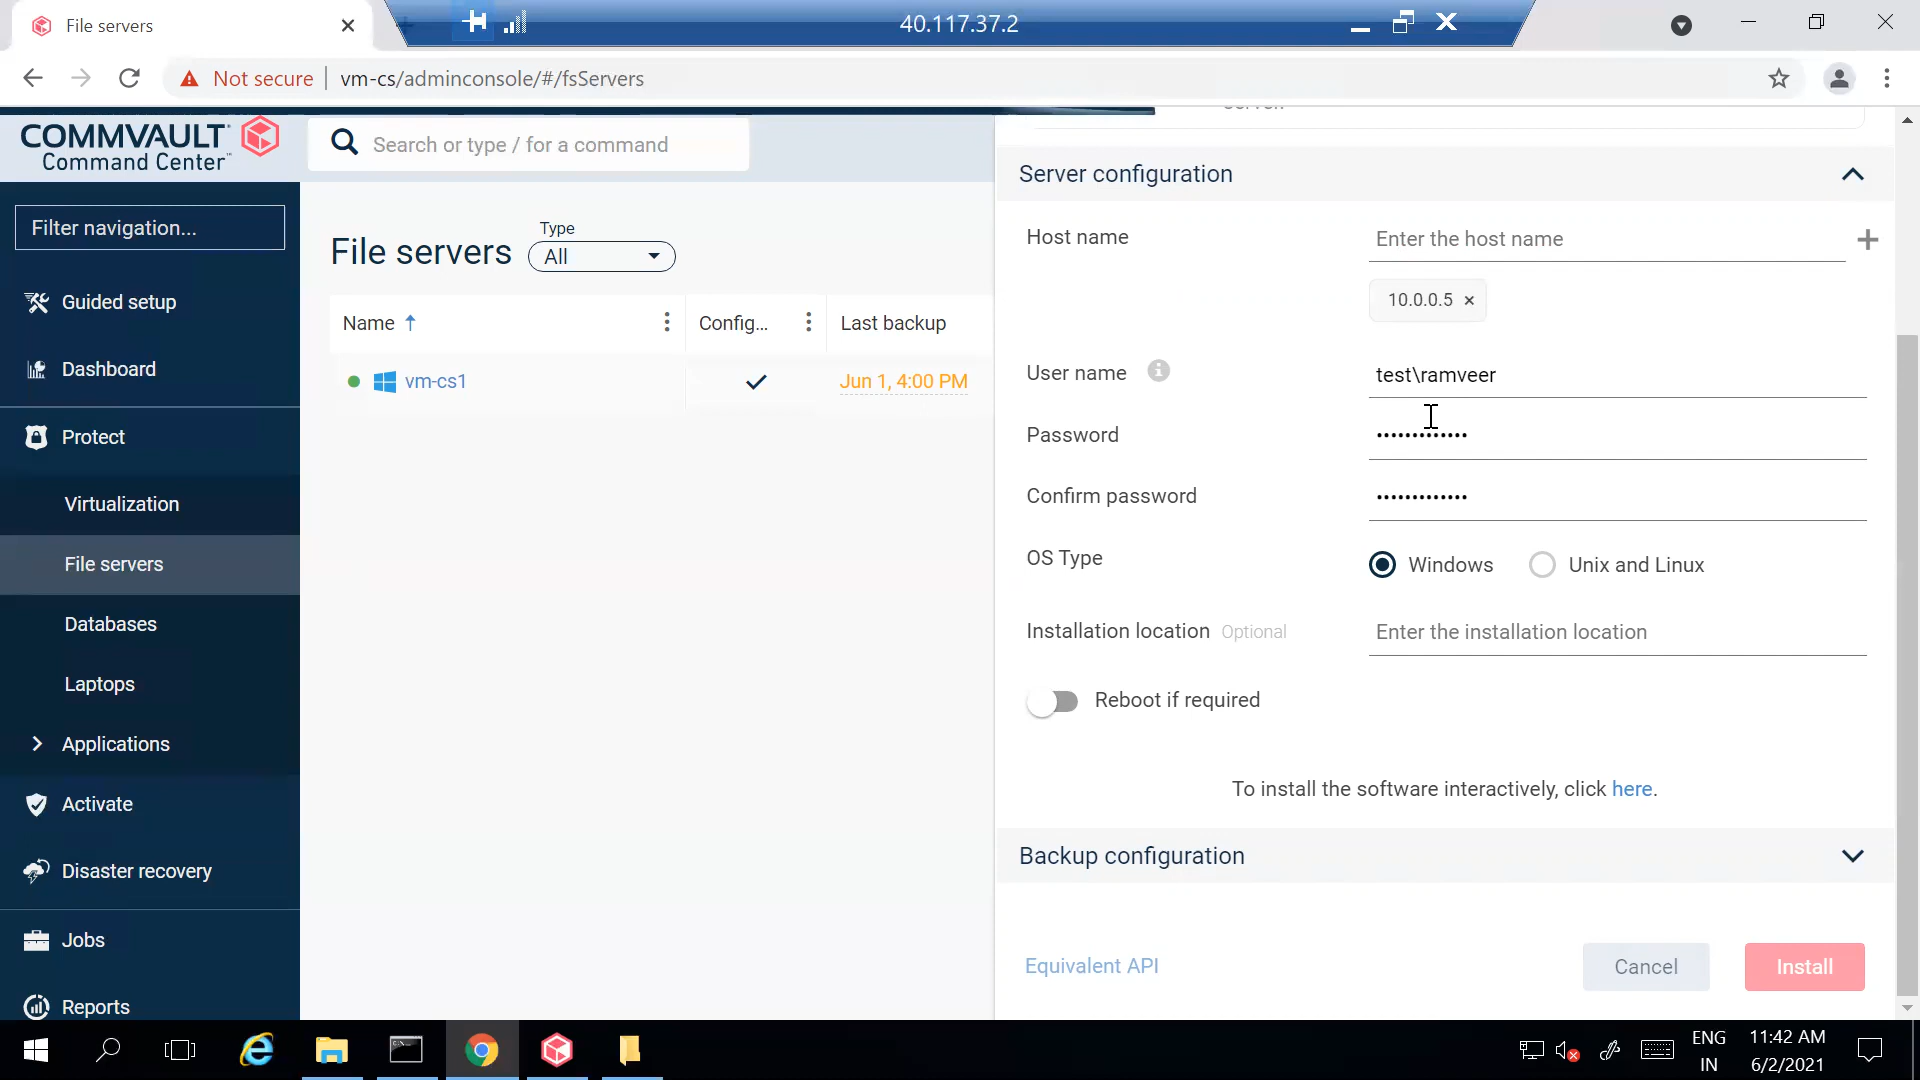 File servers
40.117.37.2
Not secure
vm-cs/adminconsole/#/fsServers
COMMVAULT
Command Center™
Search or type / for a command
Filter navigation...
Guided setup
Dashboard
Protect
Virtualization
File servers
Databases
Laptops
Applications
Activate
Disaster recovery
Jobs
Reports
File servers
Type
All
Name
Config...
Last backup
vm-cs1
Jun 1, 4:00 PM
Server configuration
Host name
Enter the host name
10.0.0.5
User name
test\ramveer
Password
•••••••••••••
Confirm password
•••••••••••••
OS Type
Windows
Unix and Linux
Installation location Optional
Enter the installation location
Reboot if required
To install the software interactively, click here.
Backup configuration
Equivalent API
Cancel
Install
ENG
IN
11:42 AM
6/2/2021